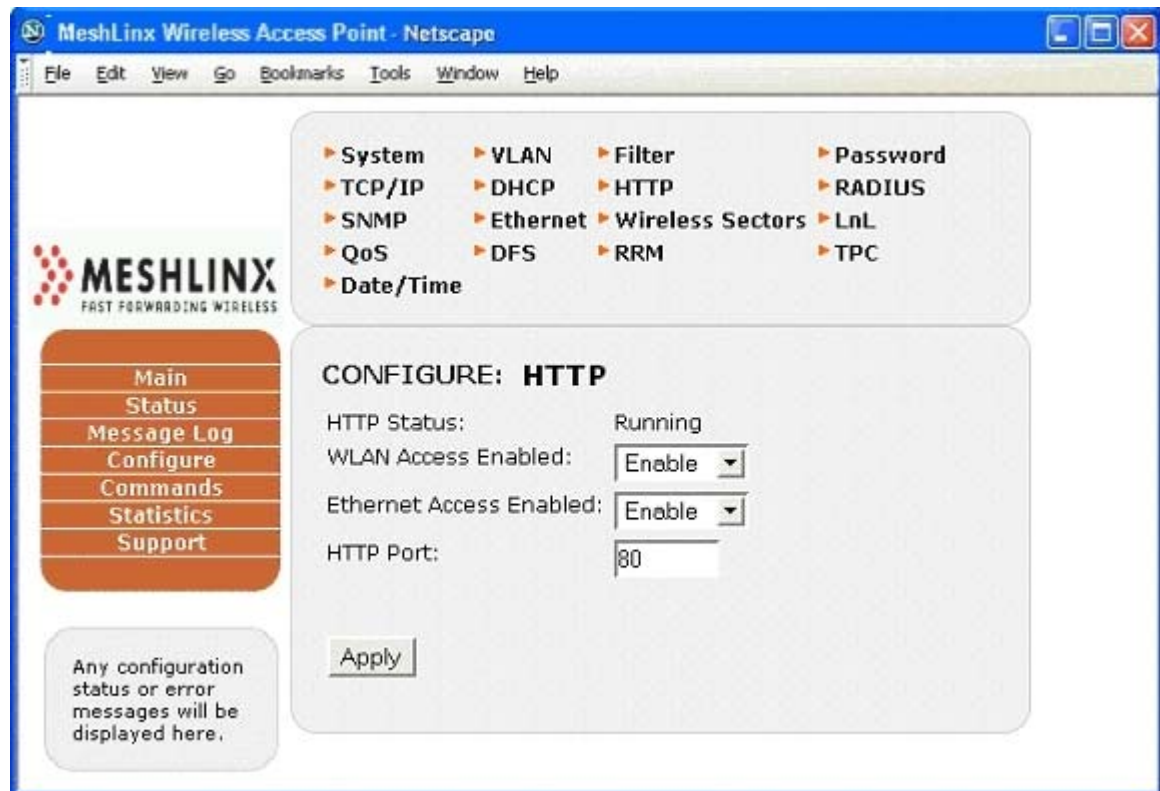 MeshLinx Wireless Access Point - Netscape
File Edit View Go Bookmarks Tools Window Help
System VLAN Filter Password
TCP/IP DHCP HTTP RADIUS
SNMP Ethernet Wireless Sectors LnL
QoS DFS RRM TPC
Date/Time
MESHLINX
FAST FORWARDING WIRELESS
Main
Status
Message Log
Configure
Commands
Statistics
Support
Any configuration
status or error
messages will be
displayed here.
CONFIGURE: HTTP
HTTP Status: Running
WLAN Access Enabled: Enable
Ethernet Access Enabled: Enable
HTTP Port: 80
Apply